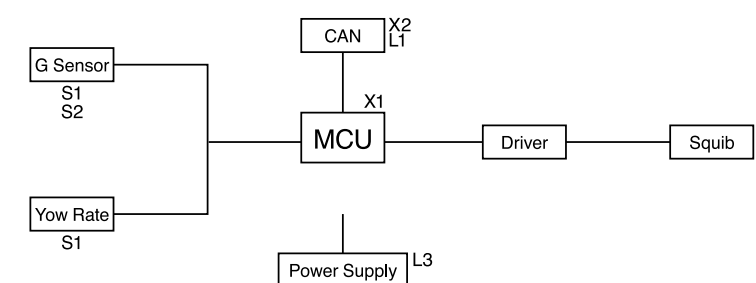 CAN
X2
L1
G Sensor
S1
S2
X1
MCU
Driver
Squib
Yow Rate
S1
Power Supply
L3